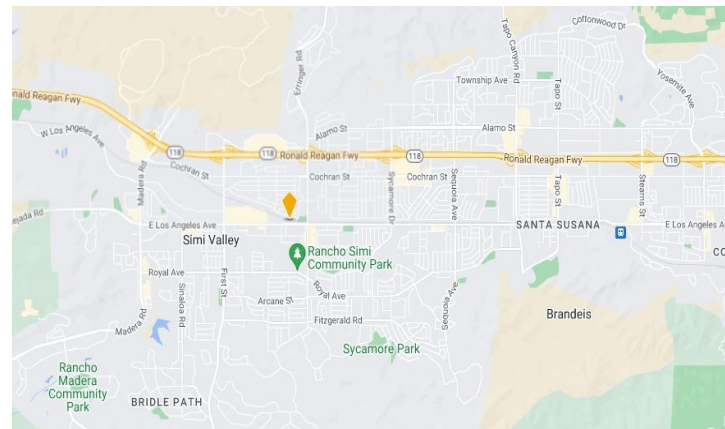 Cottonwood Dr
Tapo Canyon Rd
Erringer Rd
Township Ave
Tapo St
Yosemite Ave
Ronald Reagan Fwy
W Los Angeles Ave
Alamo St
Alamo St
118
118
Ronald Reagan Fwy
118
Ronald Reagan Fwy
118
Madera Rd
Cochran St
Cochran St
Sycamore Dr
Cochran St
Sequoia Ave
Tapo St
Stearns St
E Los Angeles Ave
SANTA SUSANA
E Los Angeles A
Simi Valley
Rancho Simi
Community Park
Royal Ave
Sinaloa Rd
First St
Arcane St
Royal Ave
Sequoia Ave
Brandeis
Madera Rd
Fitzgerald Rd
Sycamore Park
Rancho
Madera
Community
Park
BRIDLE PATH